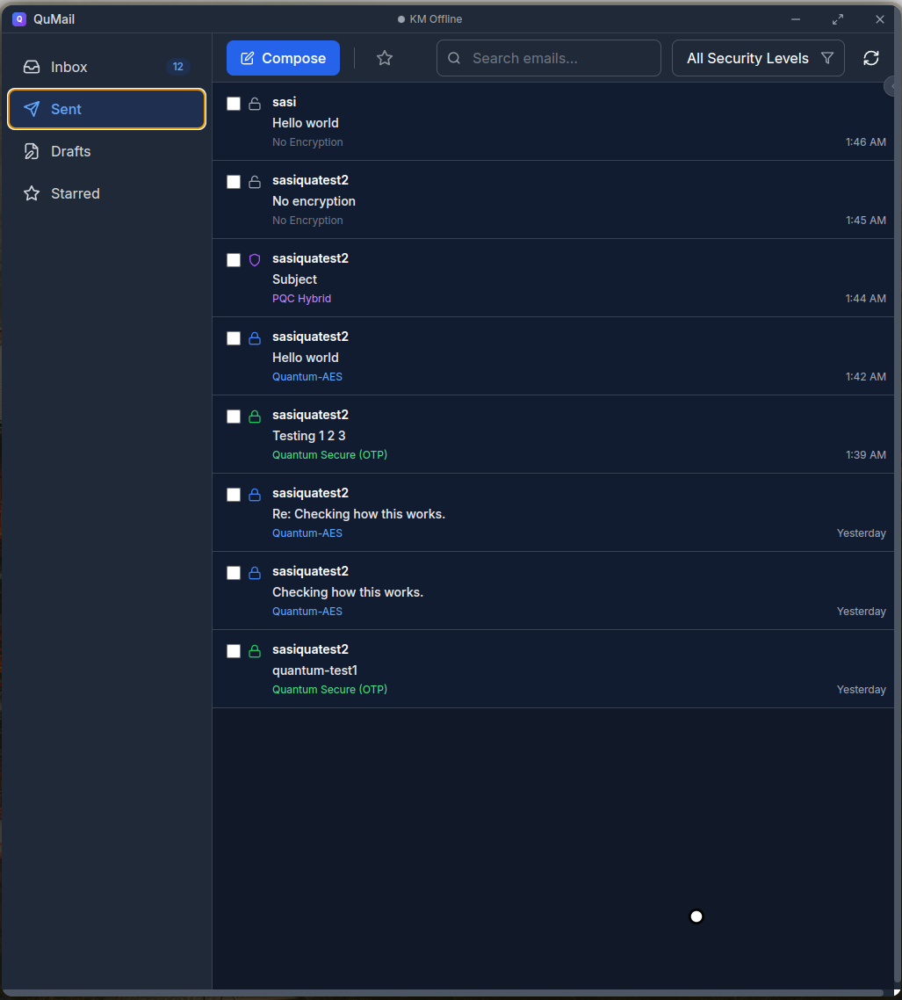 QuMail
KM Offline
Inbox 12
Sent
Drafts
Starred
Compose
Search emails...
All Security Levels
sasi
Hello world
No Encryption
1:46 AM
sasiquatest2
No encryption
No Encryption
1:45 AM
sasiquatest2
Subject
PQC Hybrid
1:44 AM
sasiquatest2
Hello world
Quantum-AES
1:42 AM
sasiquatest2
Testing 1 2 3
Quantum Secure (OTP)
1:39 AM
sasiquatest2
Re: Checking how this works.
Quantum-AES
Yesterday
sasiquatest2
Checking how this works.
Quantum-AES
Yesterday
sasiquatest2
quantum-test1
Quantum Secure (OTP)
Yesterday